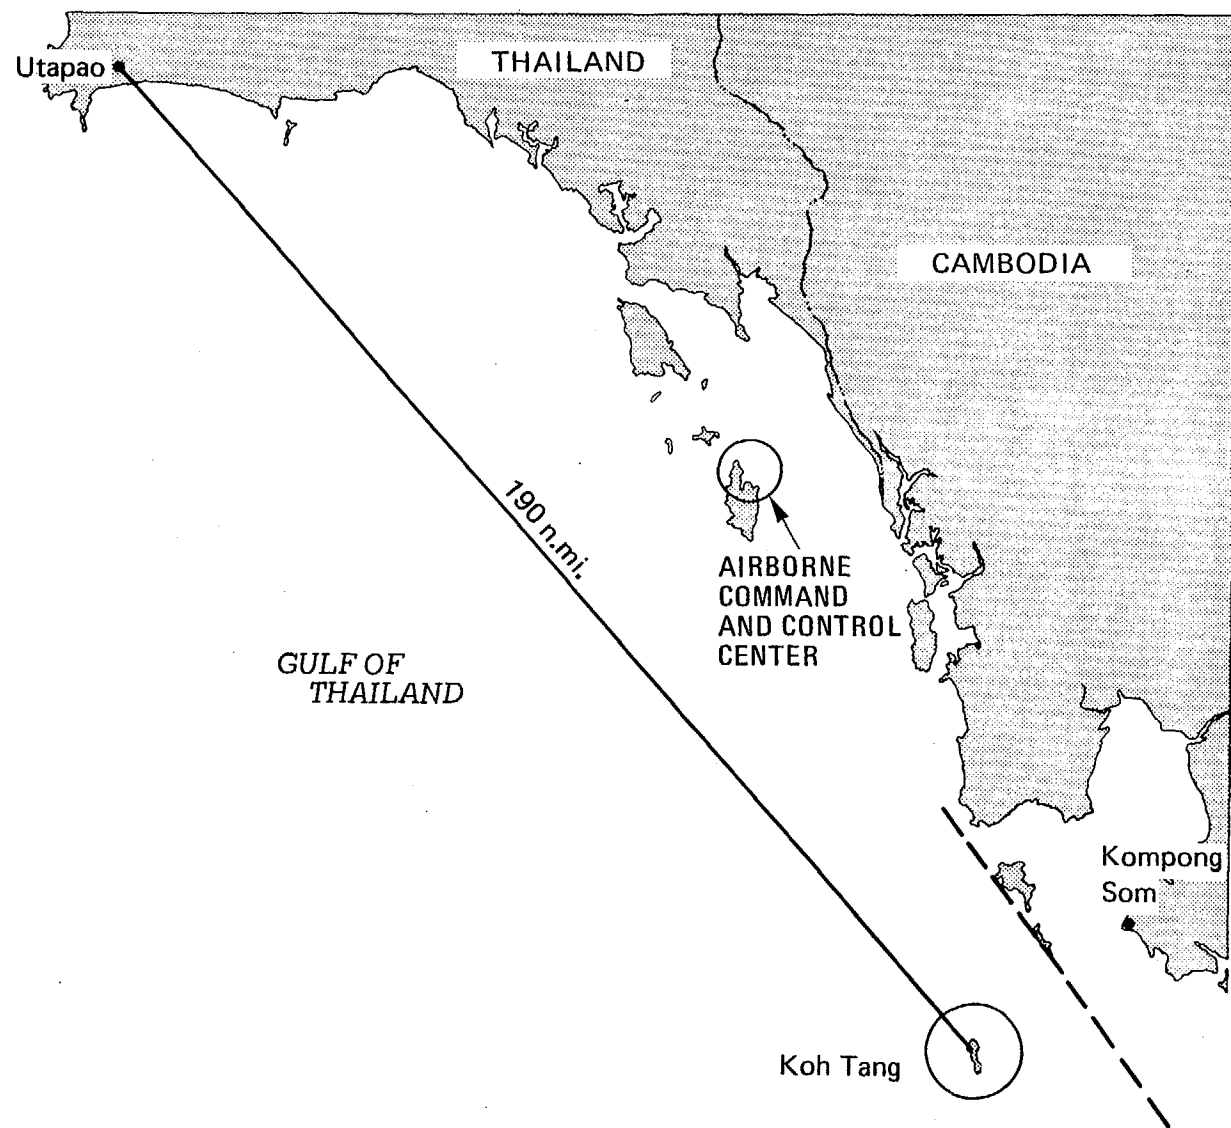 Utapao
THAILAND
CAMBODIA
190 n.mi.
AIRBORNE
COMMAND
AND CONTROL
CENTER
GULF OF
THAILAND
Kompong
Som
Koh Tang